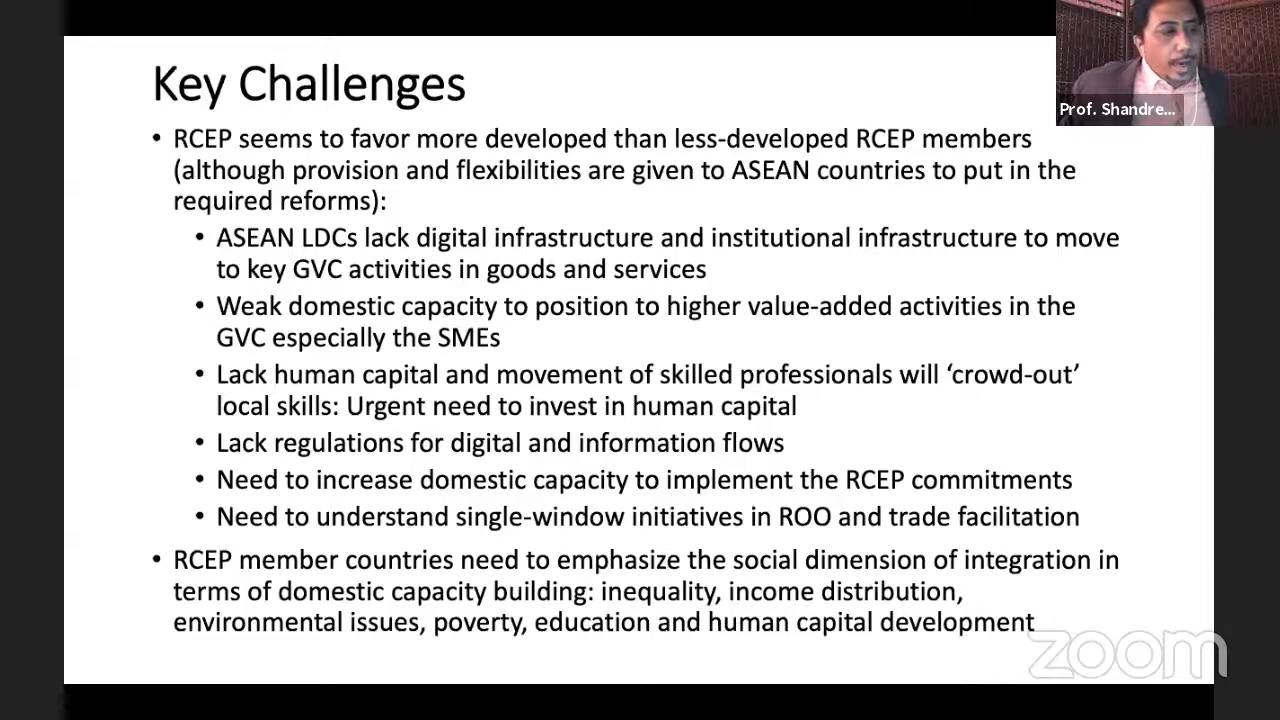 Key Challenges
Prof. Shandre...
• RCEP seems to favor more developed than less-developed RCEP members
(although provision and flexibilities are given to ASEAN countries to put in the
required reforms):
• ASEAN LDCs lack digital infrastructure and institutional infrastructure to move
to key GVC activities in goods and services
• Weak domestic capacity to position to higher value-added activities in the
GVC especially the SMEs
• Lack human capital and movement of skilled professionals will ‘crowd-out’
local skills: Urgent need to invest in human capital
• Lack regulations for digital and information flows
• Need to increase domestic capacity to implement the RCEP commitments
• Need to understand single-window initiatives in ROO and trade facilitation
• RCEP member countries need to emphasize the social dimension of integration in
terms of domestic capacity building: inequality, income distribution,
environmental issues, poverty, education and human capital development
zoom